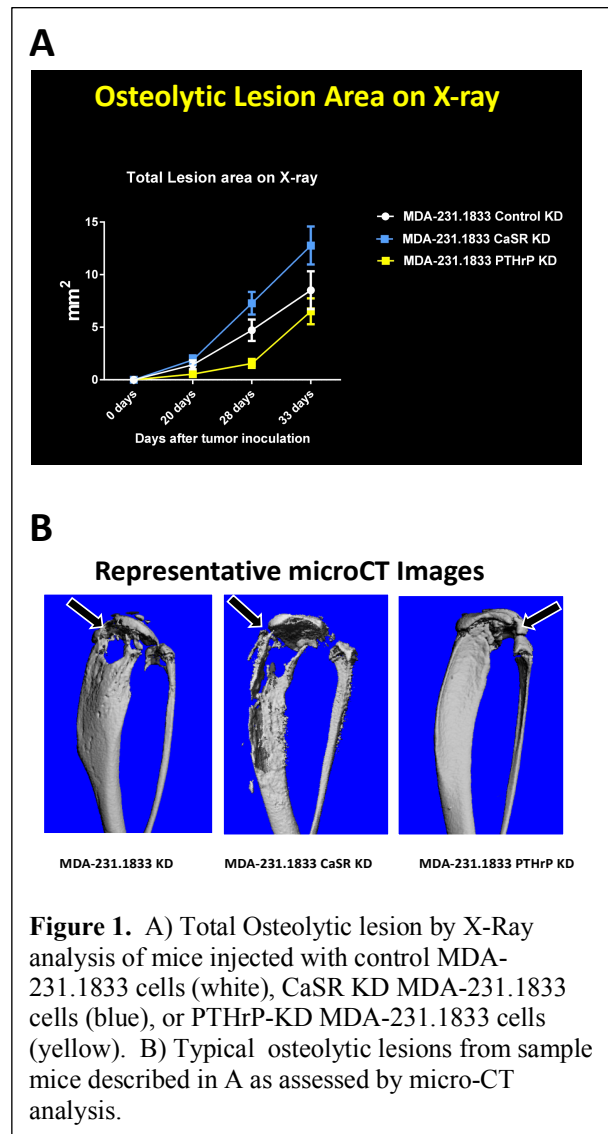 A
Osteolytic Lesion Area on X-ray
Total Lesion area on X-ray
15
10
5
0
mm²
0 days
20 days
28 days
33 days
Days after tumor inoculation
MDA-231.1833 Control KD
MDA-231.1833 CaSR KD
MDA-231.1833 PTHrP KD
B
Representative microCT Images
MDA-231.1833 KD
MDA-231.1833 CaSR KD
MDA-231.1833 PTHrP KD
Figure 1. A) Total Osteolytic lesion by X-Ray
analysis of mice injected with control MDA-
231.1833 cells (white), CaSR KD MDA-231.1833
cells (blue), or PTHrP-KD MDA-231.1833 cells
(yellow). B) Typical osteolytic lesions from sample
mice described in A as assessed by micro-CT
analysis.